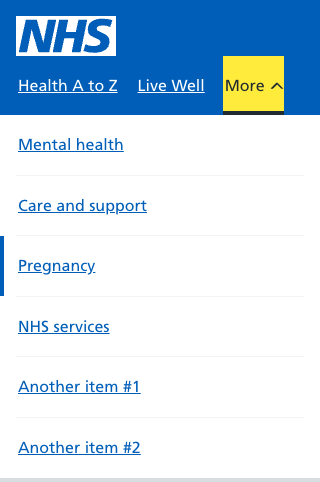 NHS
Health A to Z Live Well More
Mental health
Care and support
Pregnancy
NHS services
Another item #1
Another item #2